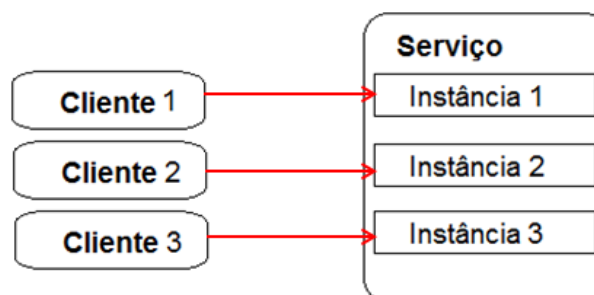 Serviço
Cliente 1
Instância 1
Cliente 2
Instância 2
Cliente 3
Instância 3